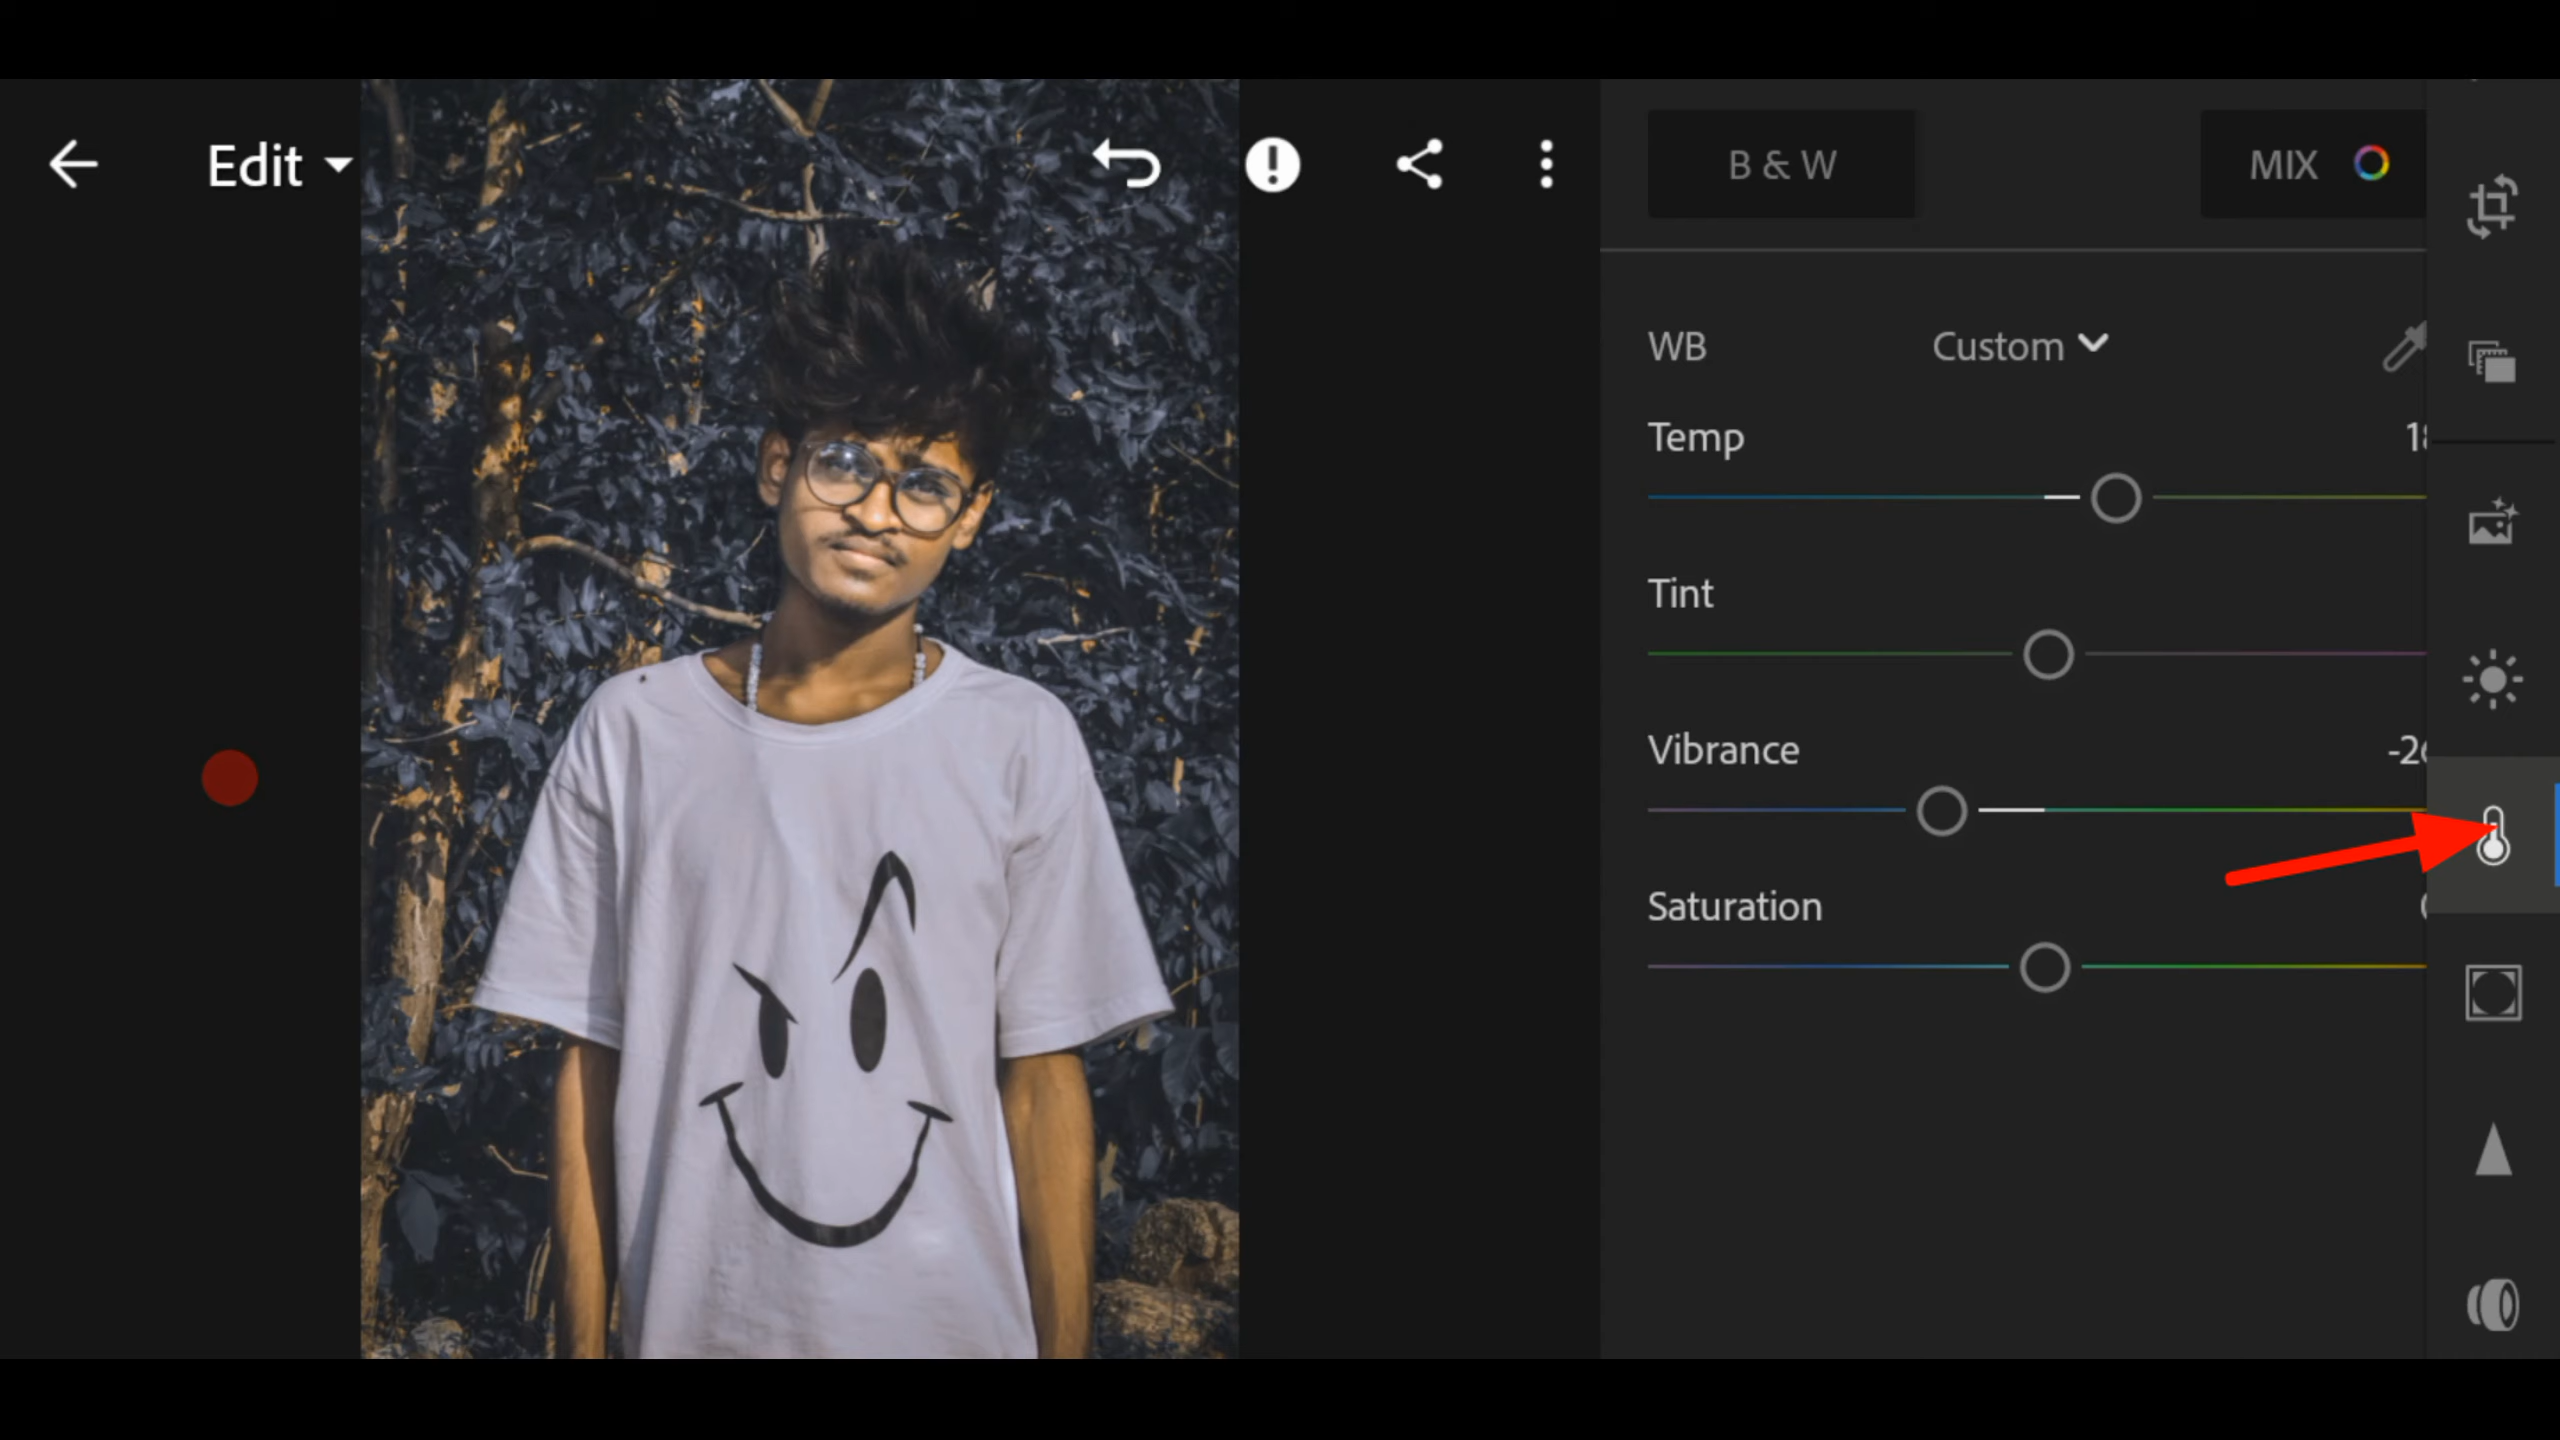 Edit
B & W
MIX
WB
Custom
Temp
Tint
Vibrance
Saturation